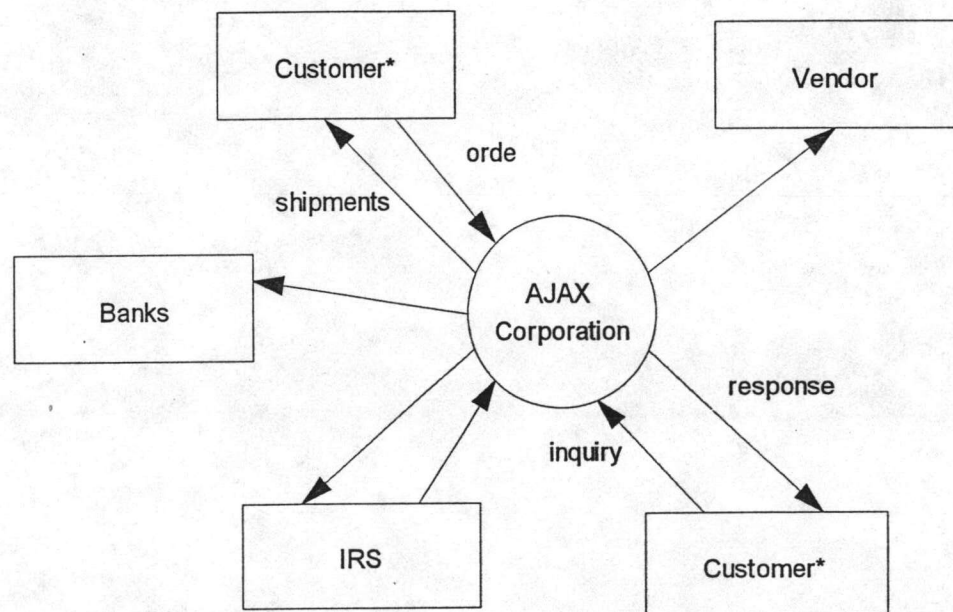 Customer*
Vendor
orde
shipments
AJAX
Corporation
Banks
response
inquiry
IRS
Customer*